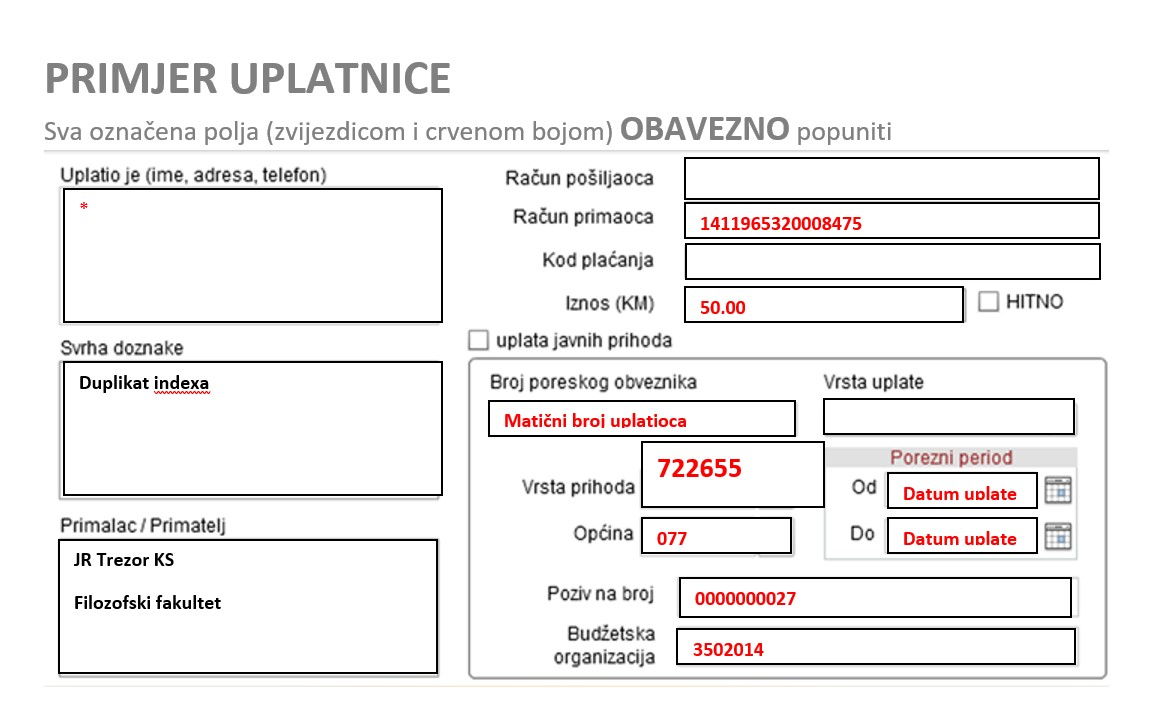 PRIMJER UPLATNICE
Sva označena polja (zvijezdicom i crvenom bojom) OBAVEZNO popuniti
Uplatio je (ime, adresa, telefon)
*
Svrha doznake
Duplikat indexa
Primalac / Primatelj
JR Trezor KS
Filozofski fakultet
Račun pošiljaoca
Račun primaoca
1411965320008475
Kod plaćanja
Iznos (KM)
50.00
HITNO
uplata javnih prihoda
Broj poreskog obveznika
Matični broj uplatioca
Vrsta uplate
Vrsta prihoda
722655
Općina
077
Porezni period
Od
Datum uplate
Do
Datum uplate
Poziv na broj
0000000027
Budžetska
organizacija
3502014